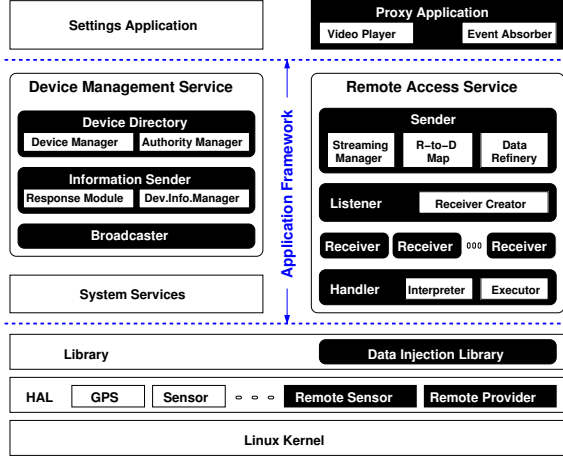 Settings Application
Proxy Application
Video Player
Event Absorber
Device Management Service
Device Directory
Device Manager
Authority Manager
Information Sender
Response Module
Dev.Info.Manager
Broadcaster
System Services
Application Framework
Remote Access Service
Sender
Streaming
Manager
R-to-D
Map
Data
Refinery
Listener
Receiver Creator
Receiver
Receiver
Receiver
Handler
Interpreter
Executor
Library
Data Injection Library
HAL
GPS
Sensor
Remote Sensor
Remote Provider
Linux Kernel